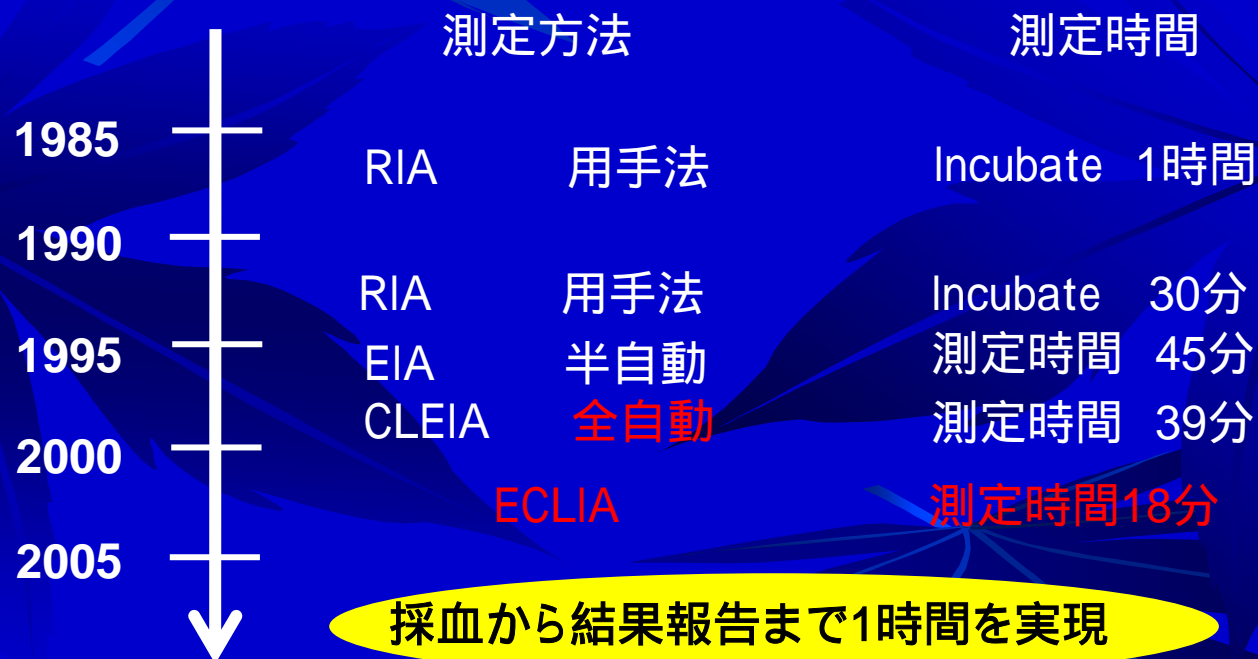 測定方法 測定時間
1985
RIA 用手法 Incubate 1時間
1990
RIA 用手法 Incubate 30分
1995
EIA 半自動 測定時間 45分
CLEIA 全自動 測定時間 39分
2000
ECLIA 測定時間18分
2005
採血から結果報告まで1時間を実現